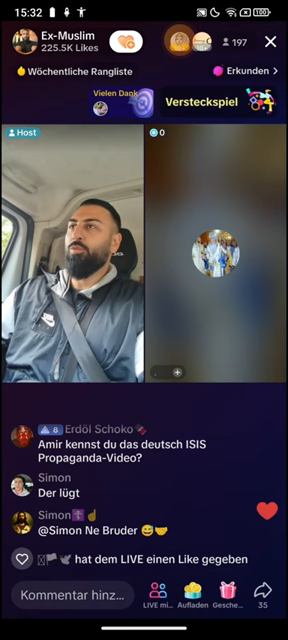 15:32
100
Ex-Muslim
225.5K Likes
197
Wöchentliche Rangliste
Erkunden >
Vielen Dank
Versteckspiel
Host
0
8 Erdöl Schoko
Amir kennst du das deutsch ISIS
Propaganda-Video?
Simon
Der lügt
Simon
@Simon Ne Bruder 😅🤝
hat dem LIVE einen Like gegeben
Kommentar hinz...
LIVE mi...
Aufladen
Gesche...
35